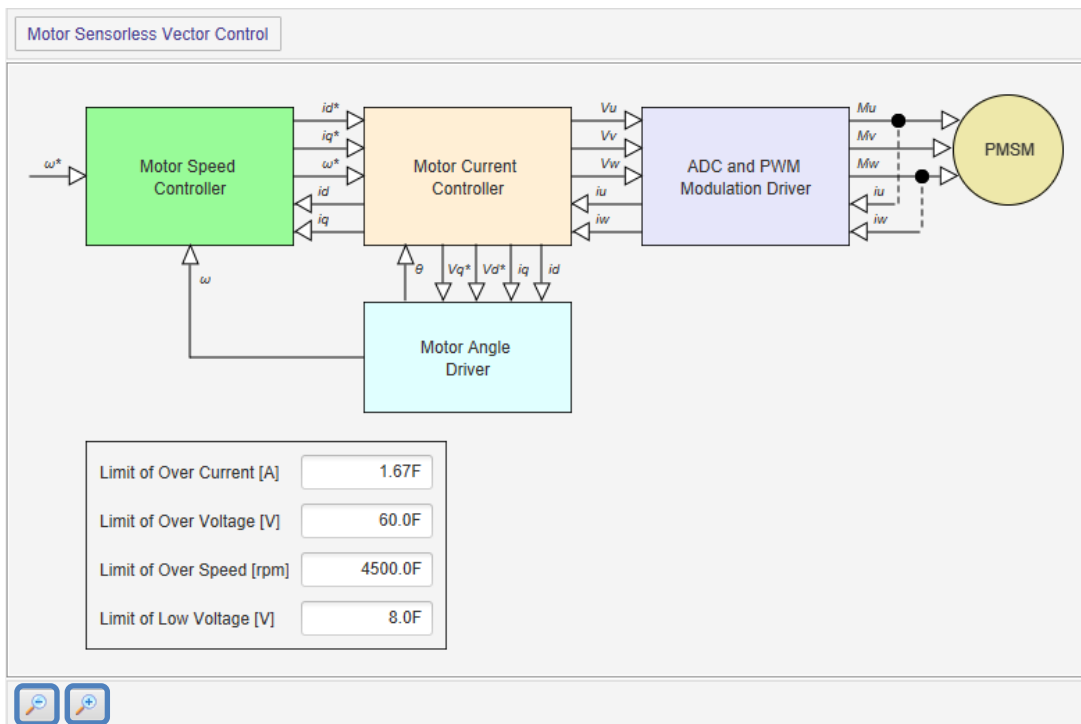 Motor Sensorless Vector Control
ω*
Motor Speed
Controller
id*
iq*
ω*
id
iq
Motor Current
Controller
Vu
Vv
Vw
iu
iw
ADC and PWM
Modulation Driver
Mu
Mv
Mw
iu
iw
PMSM
ω
θ
Vq*
Vd*
iq
id
Motor Angle
Driver
Limit of Over Current [A] 1.67F
Limit of Over Voltage [V] 60.0F
Limit of Over Speed [rpm] 4500.0F
Limit of Low Voltage [V] 8.0F